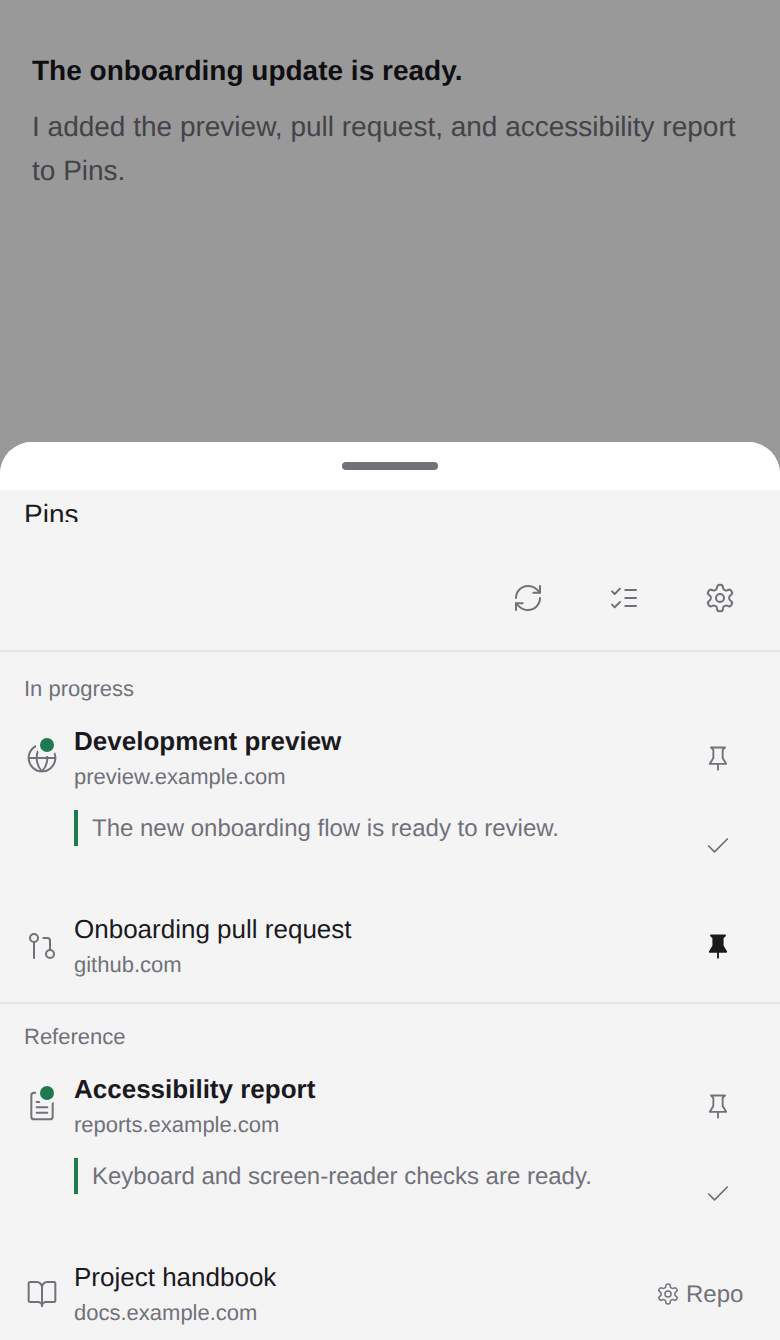 The onboarding update is ready.
I added the preview, pull request, and accessibility report
to Pins.
Pins
In progress
Development preview
preview.example.com
The new onboarding flow is ready to review.
Onboarding pull request
github.com
Reference
Accessibility report
reports.example.com
Keyboard and screen-reader checks are ready.
Project handbook
Repo
docs.example.com